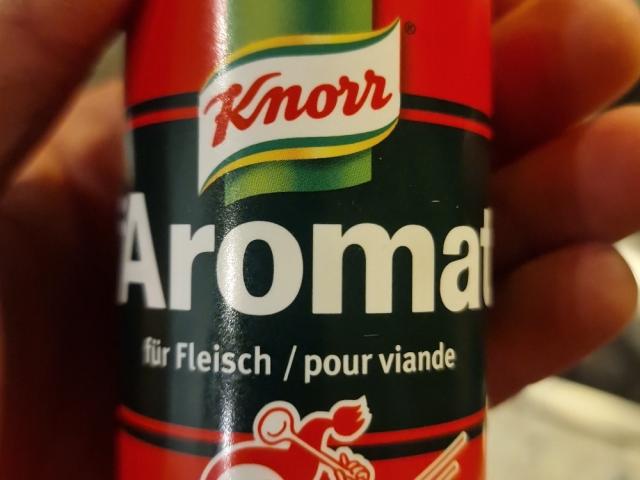 Knorr®
Aromat
für Fleisch / pour viande